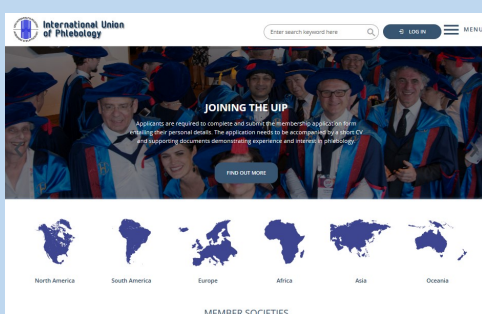 International Union
of Phlebology
Enter search keyword here
LOG IN
MENU
JOINING THE UIP
Applicants are required to complete and submit the membership application form
entailing their personal details. The application needs to be accompanied by a short CV
and supporting documents demonstrating experience and interest in phlebology.
FIND OUT MORE
North America
South America
Europe
Africa
Asia
Oceania
MEMBER SOCIETIES